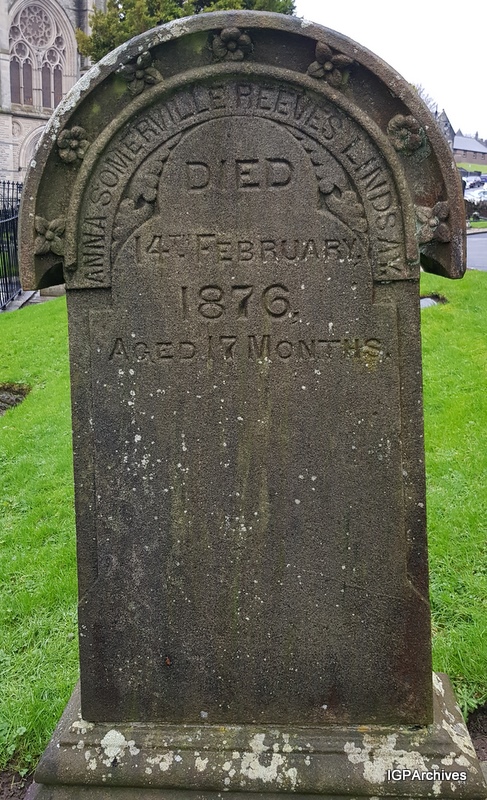 ANNA SOMERVILLE REEVES LINDSAY
DIED
14TH FEBRUARY.
1876.
AGED 17 MONTHS.
IGPArchives